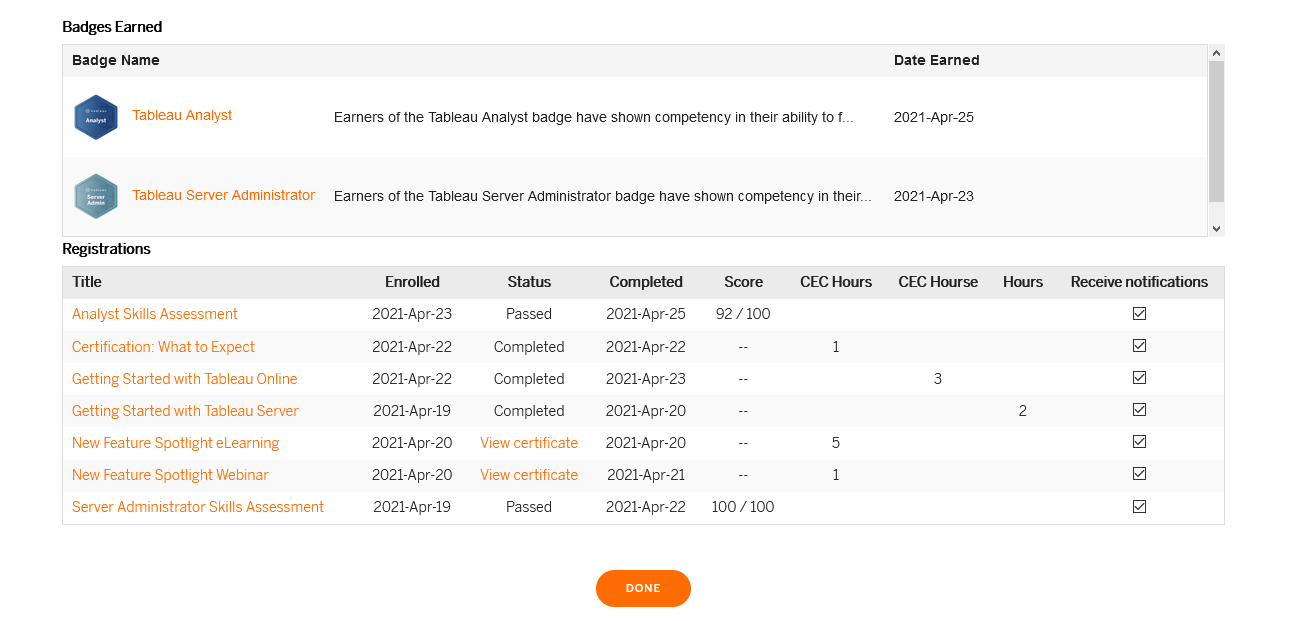 Badges Earned
Badge Name Date Earned
tableau
Analyst
Tableau Analyst Earners of the Tableau Analyst badge have shown competency in their ability to f... 2021-Apr-25
tableau
Server
Admin
Tableau Server Administrator Earners of the Tableau Server Administrator badge have shown competency in their... 2021-Apr-23
Registrations
Title Enrolled Status Completed Score CEC Hours CEC Hourse Hours Receive notifications
Analyst Skills Assessment 2021-Apr-23 Passed 2021-Apr-25 92 / 100
Certification: What to Expect 2021-Apr-22 Completed 2021-Apr-22 -- 1
Getting Started with Tableau Online 2021-Apr-22 Completed 2021-Apr-23 -- 3
Getting Started with Tableau Server 2021-Apr-19 Completed 2021-Apr-20 -- 2
New Feature Spotlight eLearning 2021-Apr-20 View certificate 2021-Apr-20 -- 5
New Feature Spotlight Webinar 2021-Apr-20 View certificate 2021-Apr-21 -- 1
Server Administrator Skills Assessment 2021-Apr-19 Passed 2021-Apr-22 100 / 100
DONE